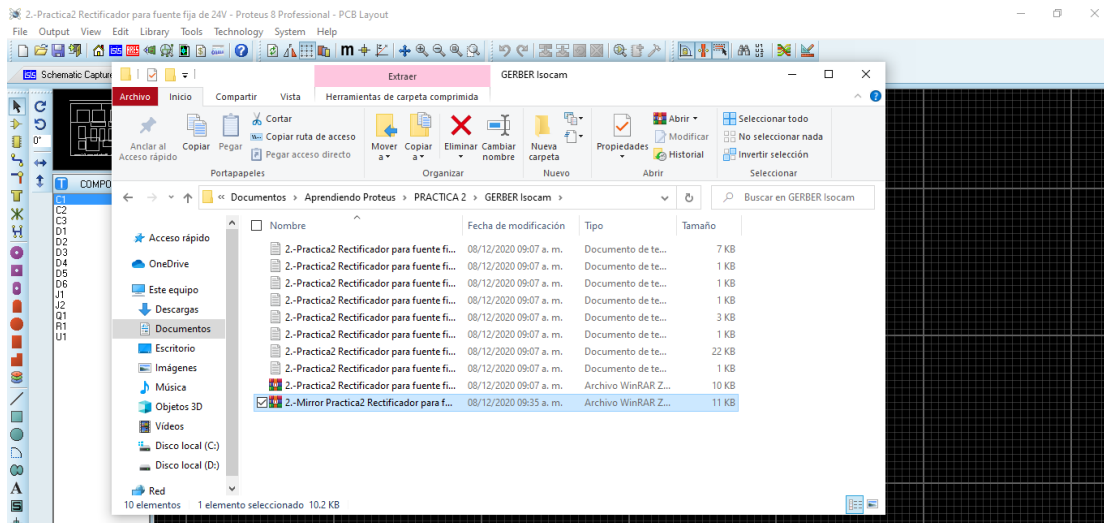 2.-Practica2 Rectificador para fuente fija de 24V - Proteus 8 Professional - PCB Layout
File Output View Edit Library Tools Technology System Help
Schematic Capture
Extraer GERBER Isocam
Archivo Inicio Compartir Vista Herramientas de carpeta comprimida
Anclar al Acceso rápido
Copiar
Pegar
Cortar
Copiar ruta de acceso
Pegar acceso directo
Portapapeles
Mover a
Copiar a
Eliminar
Cambiar nombre
Organizar
Nueva carpeta
Nuevo
Propiedades
Abrir
Modificar
Historial
Abrir
Seleccionar todo
No seleccionar nada
Invertir selección
Seleccionar
0°
COMPO
C1
C2
C3
D1
D2
D3
D4
D5
D6
J1
J2
Q1
R1
U1
« Documentos > Aprendiendo Proteus > PRACTICA 2 > GERBER Isocam >
Buscar en GERBER Isocam
Acceso rápido
OneDrive
Este equipo
Descargas
Documentos
Escritorio
Imágenes
Música
Objetos 3D
Vídeos
Disco local (C:)
Disco local (D:)
Red
Nombre Fecha de modificación Tipo Tamaño
2.-Practica2 Rectificador para fuente fi... 08/12/2020 09:07 a. m. Documento de te... 7 KB
2.-Practica2 Rectificador para fuente fi... 08/12/2020 09:07 a. m. Documento de te... 1 KB
2.-Practica2 Rectificador para fuente fi... 08/12/2020 09:07 a. m. Documento de te... 1 KB
2.-Practica2 Rectificador para fuente fi... 08/12/2020 09:07 a. m. Documento de te... 1 KB
2.-Practica2 Rectificador para fuente fi... 08/12/2020 09:07 a. m. Documento de te... 3 KB
2.-Practica2 Rectificador para fuente fi... 08/12/2020 09:07 a. m. Documento de te... 1 KB
2.-Practica2 Rectificador para fuente fi... 08/12/2020 09:07 a. m. Documento de te... 22 KB
2.-Practica2 Rectificador para fuente fi... 08/12/2020 09:07 a. m. Documento de te... 1 KB
2.-Practica2 Rectificador para fuente fi... 08/12/2020 09:07 a. m. Archivo WinRAR Z... 10 KB
2.-Mirror Practica2 Rectificador para f... 08/12/2020 09:35 a. m. Archivo WinRAR Z... 11 KB
10 elementos 1 elemento seleccionado 10.2 KB